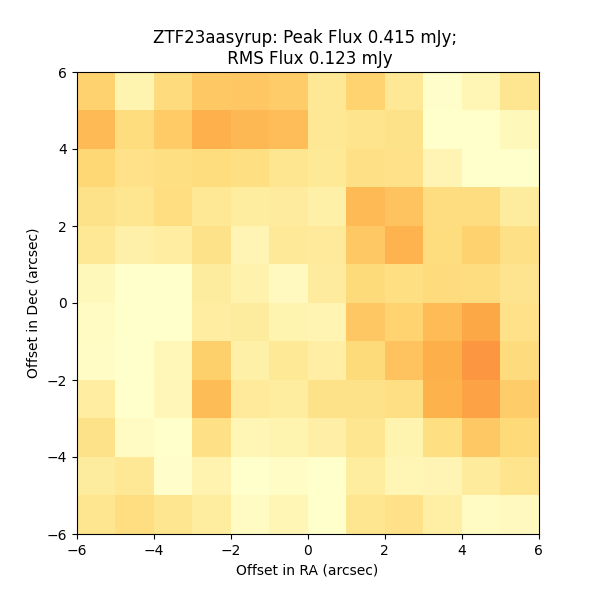 ZTF23aasyrup: Peak Flux 0.415 mJy;
RMS Flux 0.123 mJy
6
4
2
0
−2
−4
−6
Offset in Dec (arcsec)
−6 −4 −2 0 2 4 6
Offset in RA (arcsec)